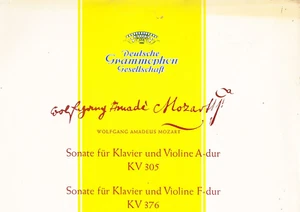 Deutsche
Grammophon
Gesellschaft
Wolfgang Amadè Mozart
WOLFGANG AMADEUS MOZART
Sonate für Klavier und Violine A-dur
KV 305
Sonate für Klavier und Violine F-dur
KV 376